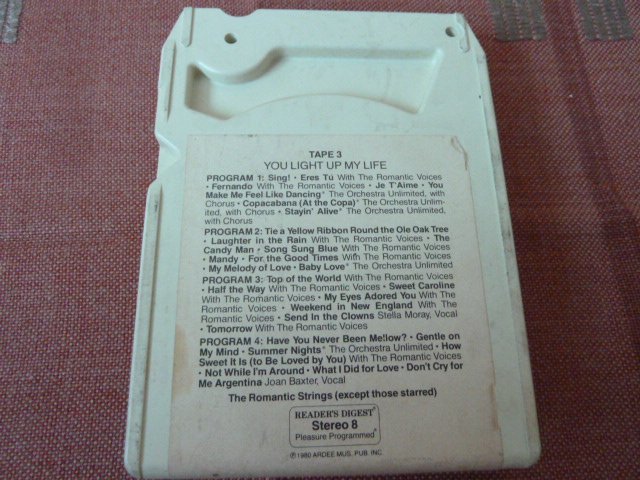 TAPE 3
YOU LIGHT UP MY LIFE
PROGRAM 1: Sing! • Eres Tú With The Romantic Voices
• Fernando With The Romantic Voices • Je T'Aime • You
Make Me Feel Like Dancing* The Orchestra Unlimited, with
Chorus • Copacabana (At the Copa)* The Orchestra Unlim-
ited, with Chorus • Stayin' Alive* The Orchestra Unlimited,
with Chorus
PROGRAM 2: Tie a Yellow Ribbon Round the Ole Oak Tree
• Laughter in the Rain With The Romantic Voices • The
Candy Man • Song Sung Blue With The Romantic Voices
• Mandy • For the Good Times With The Romantic Voices
• My Melody of Love • Baby Love* The Orchestra Unlimited
PROGRAM 3: Top of the World With The Romantic Voices
• Half the Way With The Romantic Voices • Sweet Caroline
With The Romantic Voices • My Eyes Adored You With The
Romantic Voices • Weekend in New England With The
Romantic Voices • Send In the Clowns Stella Moray, Vocal
• Tomorrow With The Romantic Voices
PROGRAM 4: Have You Never Been Mellow? • Gentle on
My Mind • Summer Nights* The Orchestra Unlimited • How
Sweet It Is (to Be Loved by You) With The Romantic Voices
• Not While I'm Around • What I Did for Love • Don't Cry for
Me Argentina Joan Baxter, Vocal
The Romantic Strings (except those starred)
READER'S DIGEST®
Stereo 8
Pleasure Programmed®
℗1980 ARDEE MUS. PUB. INC.